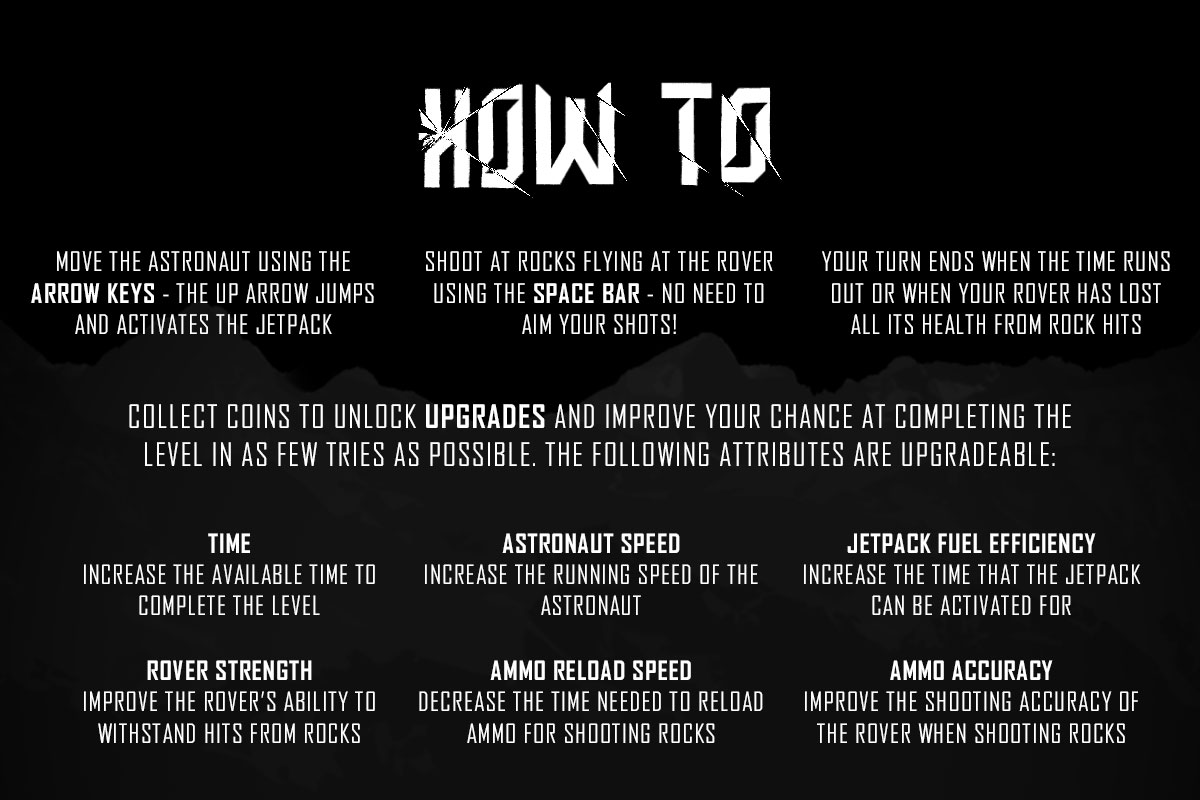 HOW TO
MOVE THE ASTRONAUT USING THE
ARROW KEYS - THE UP ARROW JUMPS
AND ACTIVATES THE JETPACK
SHOOT AT ROCKS FLYING AT THE ROVER
USING THE SPACE BAR - NO NEED TO
AIM YOUR SHOTS!
YOUR TURN ENDS WHEN THE TIME RUNS
OUT OR WHEN YOUR ROVER HAS LOST
ALL ITS HEALTH FROM ROCK HITS
COLLECT COINS TO UNLOCK UPGRADES AND IMPROVE YOUR CHANCE AT COMPLETING THE
LEVEL IN AS FEW TRIES AS POSSIBLE. THE FOLLOWING ATTRIBUTES ARE UPGRADEABLE:
TIME
INCREASE THE AVAILABLE TIME TO
COMPLETE THE LEVEL
ASTRONAUT SPEED
INCREASE THE RUNNING SPEED OF THE
ASTRONAUT
JETPACK FUEL EFFICIENCY
INCREASE THE TIME THAT THE JETPACK
CAN BE ACTIVATED FOR
ROVER STRENGTH
IMPROVE THE ROVER'S ABILITY TO
WITHSTAND HITS FROM ROCKS
AMMO RELOAD SPEED
DECREASE THE TIME NEEDED TO RELOAD
AMMO FOR SHOOTING ROCKS
AMMO ACCURACY
IMPROVE THE SHOOTING ACCURACY OF
THE ROVER WHEN SHOOTING ROCKS